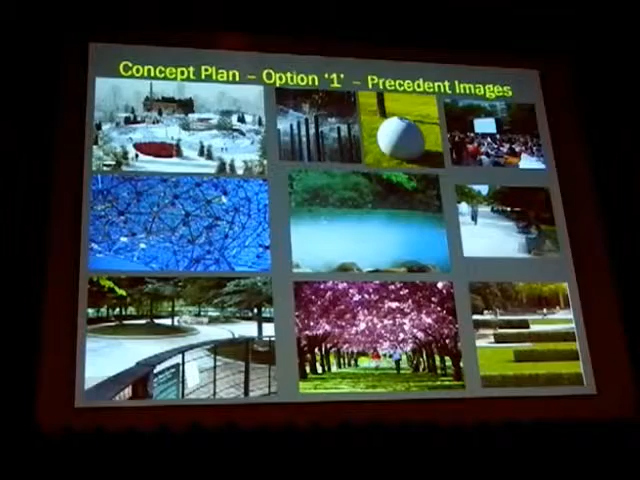 Concept Plan – Option '1' – Precedent Images